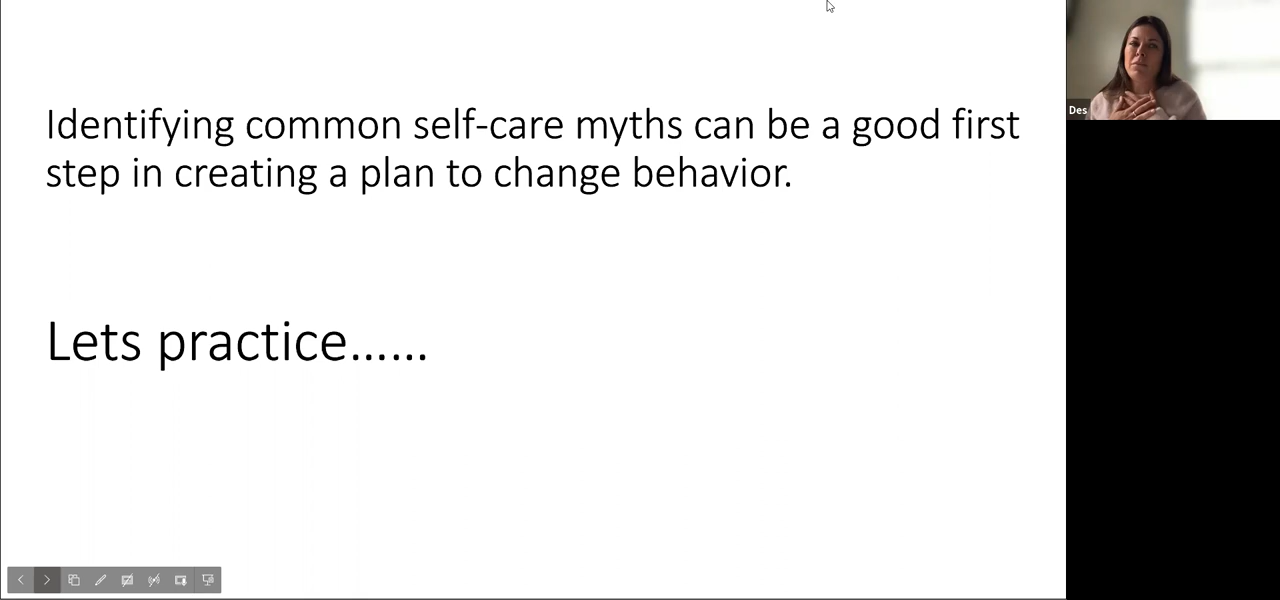 Identifying common self-care myths can be a good first
step in creating a plan to change behavior.
Lets practice......
Des